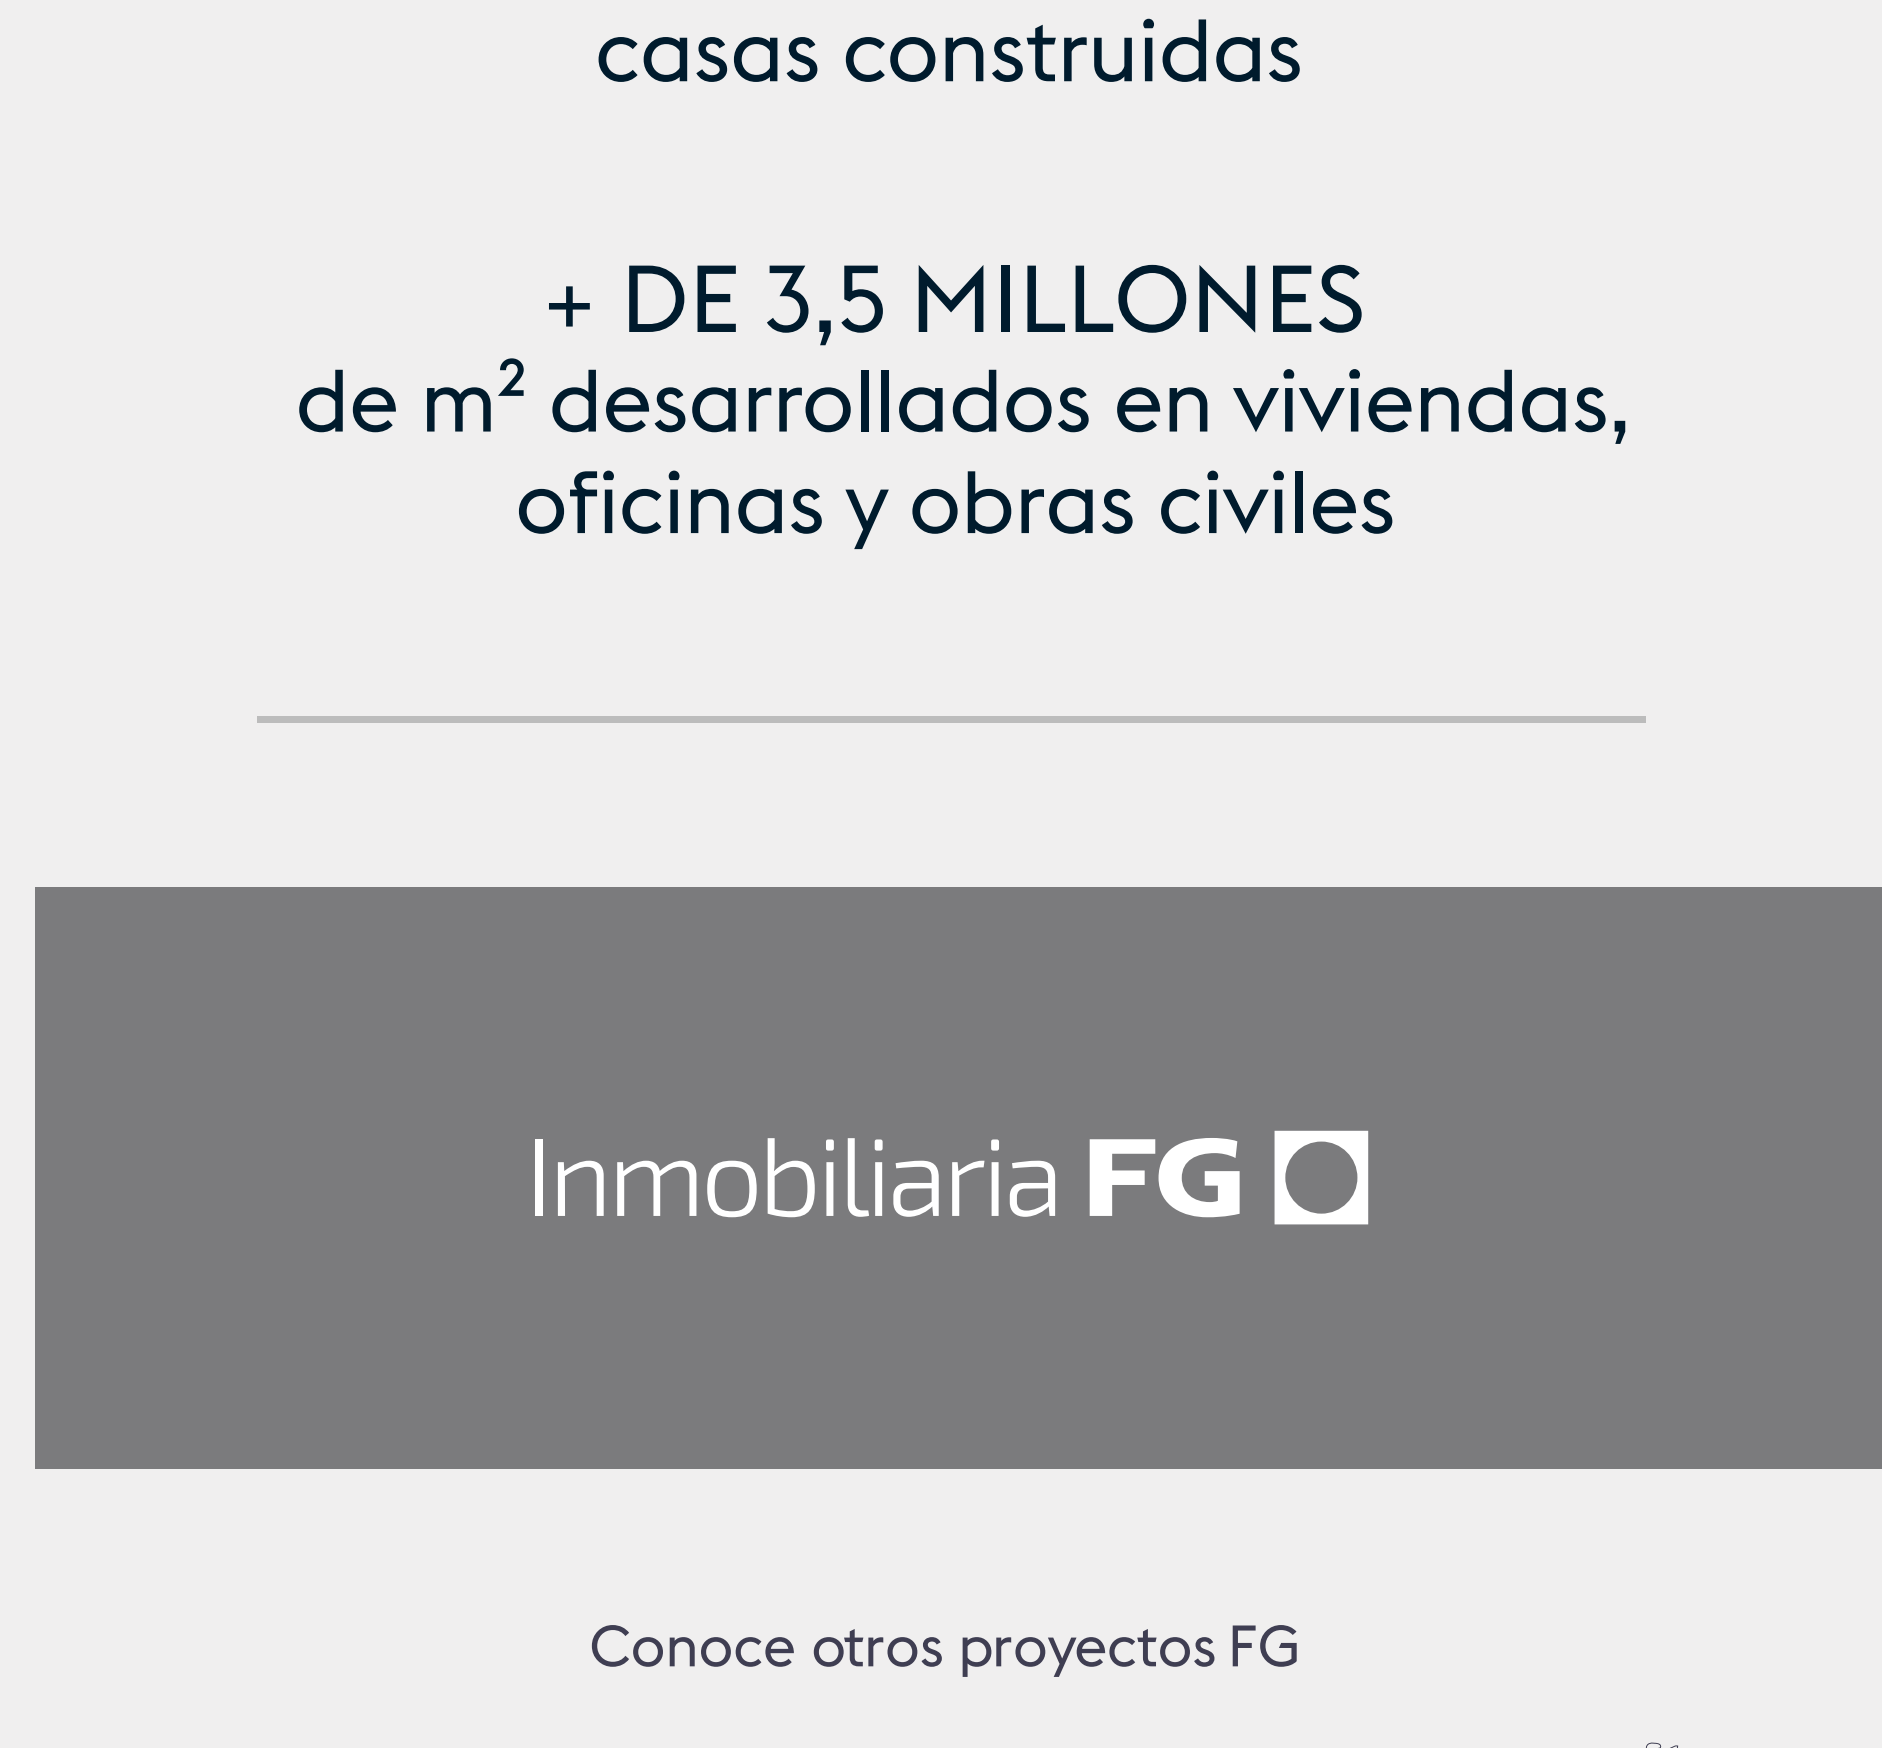 casas construidas
+ DE 3,5 MILLONES
de m² desarrollados en viviendas,
oficinas y obras civiles
Inmobiliaria FG
Conoce otros proyectos FG